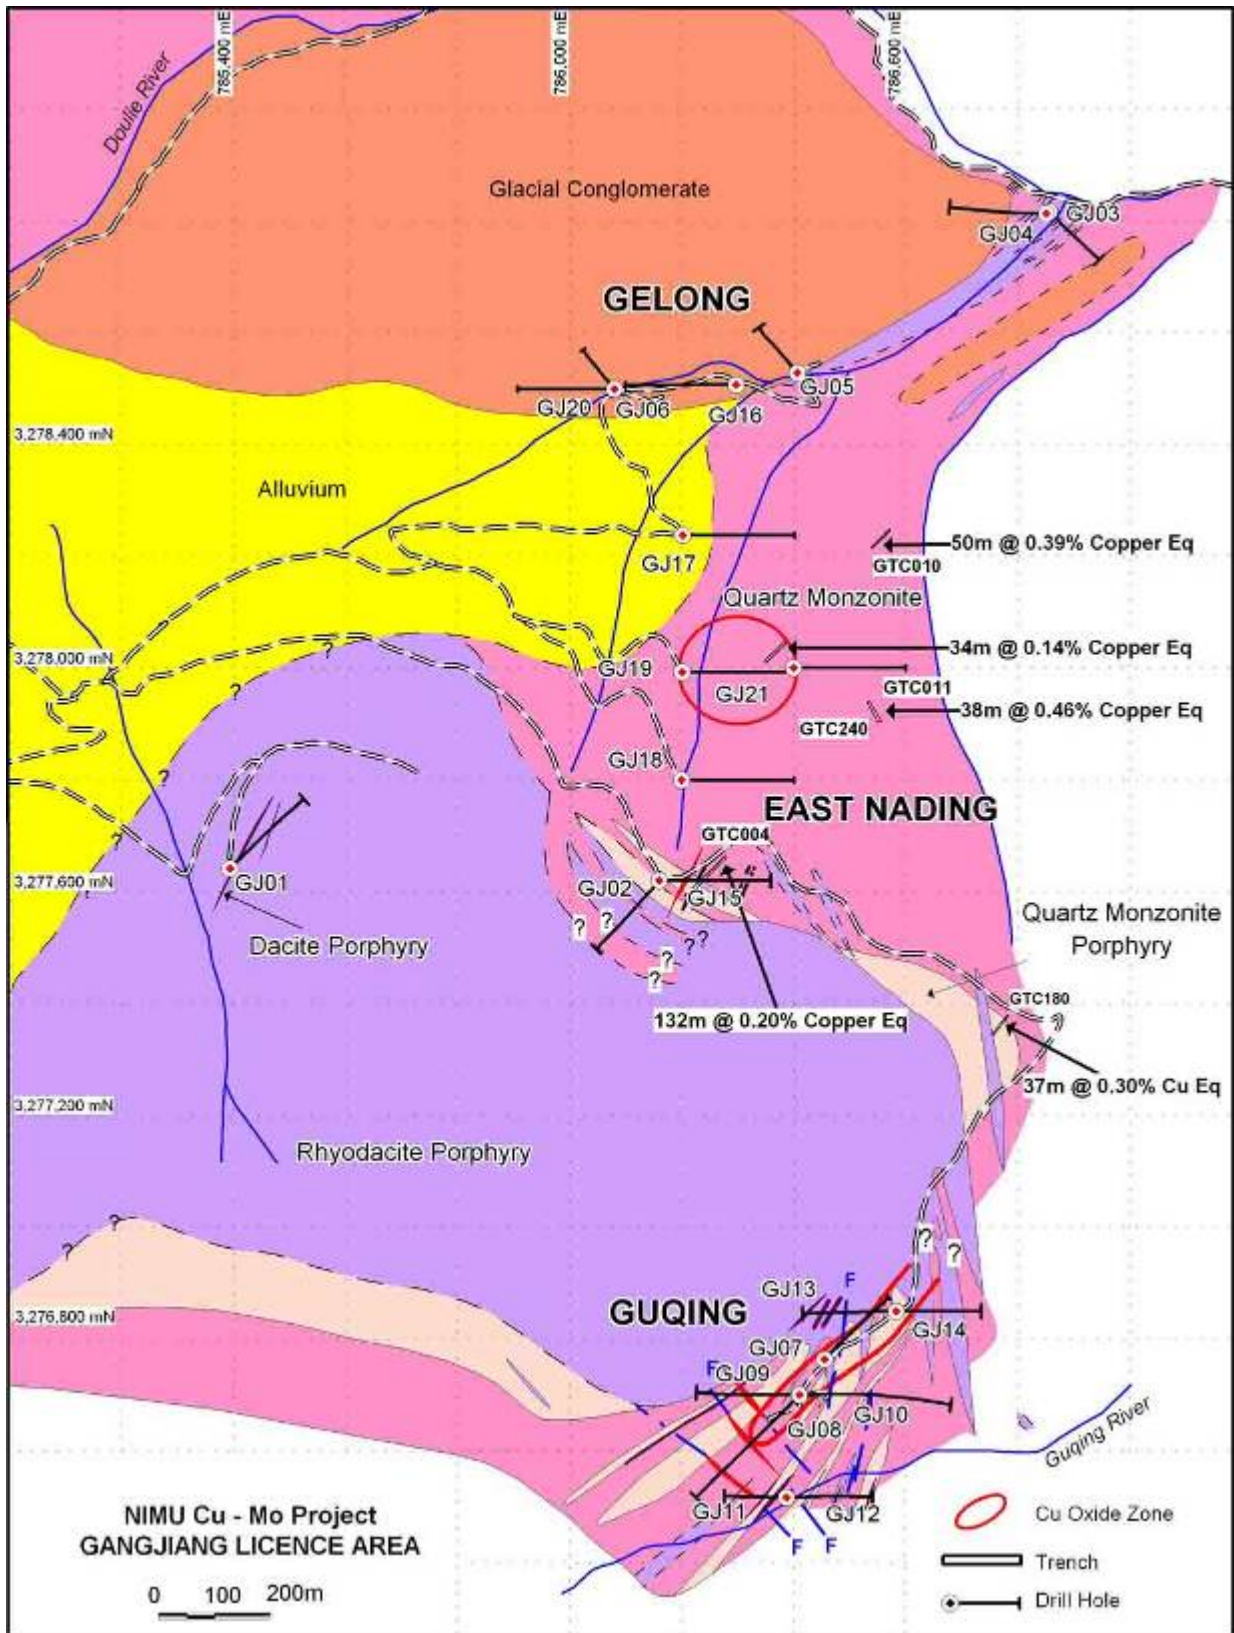 785,400 mE
786,000 mE
786,600 mE
Doulie River
Glacial Conglomerate
GJ03
GJ04
GELONG
GJ05
GJ20
GJ06
GJ16
3,278,400 mN
Alluvium
50m @ 0.39% Copper Eq
GJ17
GTC010
Quartz Monzonite
3,278,000 mN
?
34m @ 0.14% Copper Eq
GJ19
?
GJ21
GTC011
GTC240
38m @ 0.46% Copper Eq
GJ18
?
EAST NADING
GTC004
?
GJ01
3,277,600 mN
GJ02
GJ15
Quartz Monzonite
Porphyry
? ?
? ?
Dacite Porphyry
?
?
GTC180
132m @ 0.20% Copper Eq
37m @ 0.30% Cu Eq
3,277,200 mN
Rhyodacite Porphyry
?
?
? ?
F
GJ13
GUQING
3,276,800 mN
GJ14
GJ07
F
GJ09
GJ10
GJ08
Guqing River
GJ11
GJ12
F
F
NIMU Cu - Mo Project
GANGJIANG LICENCE AREA
0 100 200m
Cu Oxide Zone
Trench
Drill Hole